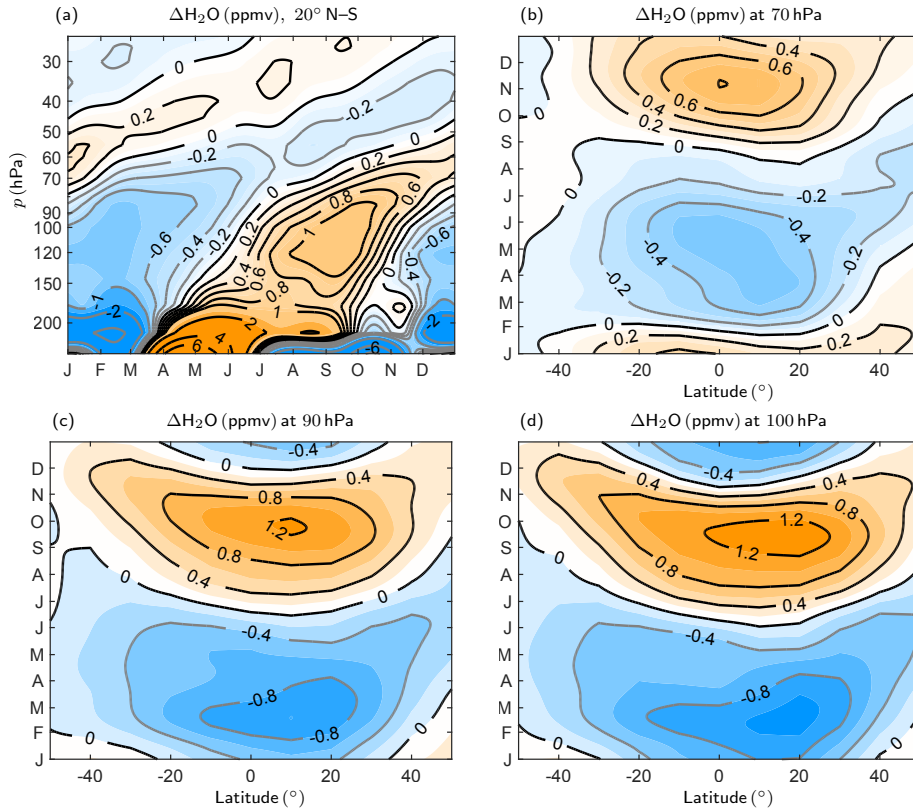 (a) ΔH₂O (ppmv), 20° N–S
p (hPa)
30
40
50
60
70
90
100
120
150
200
0
0.2
-0.2
0
-0.2
0
0.2
0.6
0.8
1
-0.6
-0.4
-0.2
0.2
0.4
0.6
0.8
1
0
-0.4
-0.6
-1
-2
2
4
6
-6
-2
J F M A M J J A S O N D
(b) ΔH₂O (ppmv) at 70 hPa
D
N
O
S
A
J
J
M
A
M
F
J
0.4
0.6
0.4
0.6
0.2
0
0
0
-0.2
-0.4
-0.4
-0.2
-0.2
0
0
0.2
0.2
-40 -20 0 20 40
Latitude (°)
(c) ΔH₂O (ppmv) at 90 hPa
D
N
O
S
A
J
J
M
A
M
F
J
-0.4
0
0.4
0.8
1.2
0.8
0.4
0
0
-0.4
-0.8
-0.8
0
0
-40 -20 0 20 40
Latitude (°)
(d) ΔH₂O (ppmv) at 100 hPa
D
N
O
S
A
J
J
M
A
M
F
J
-0.4
0.4
0
0.4
0.8
1.2
1.2
0.8
0.4
0
0
-0.4
-0.8
0
-40 -20 0 20 40
Latitude (°)